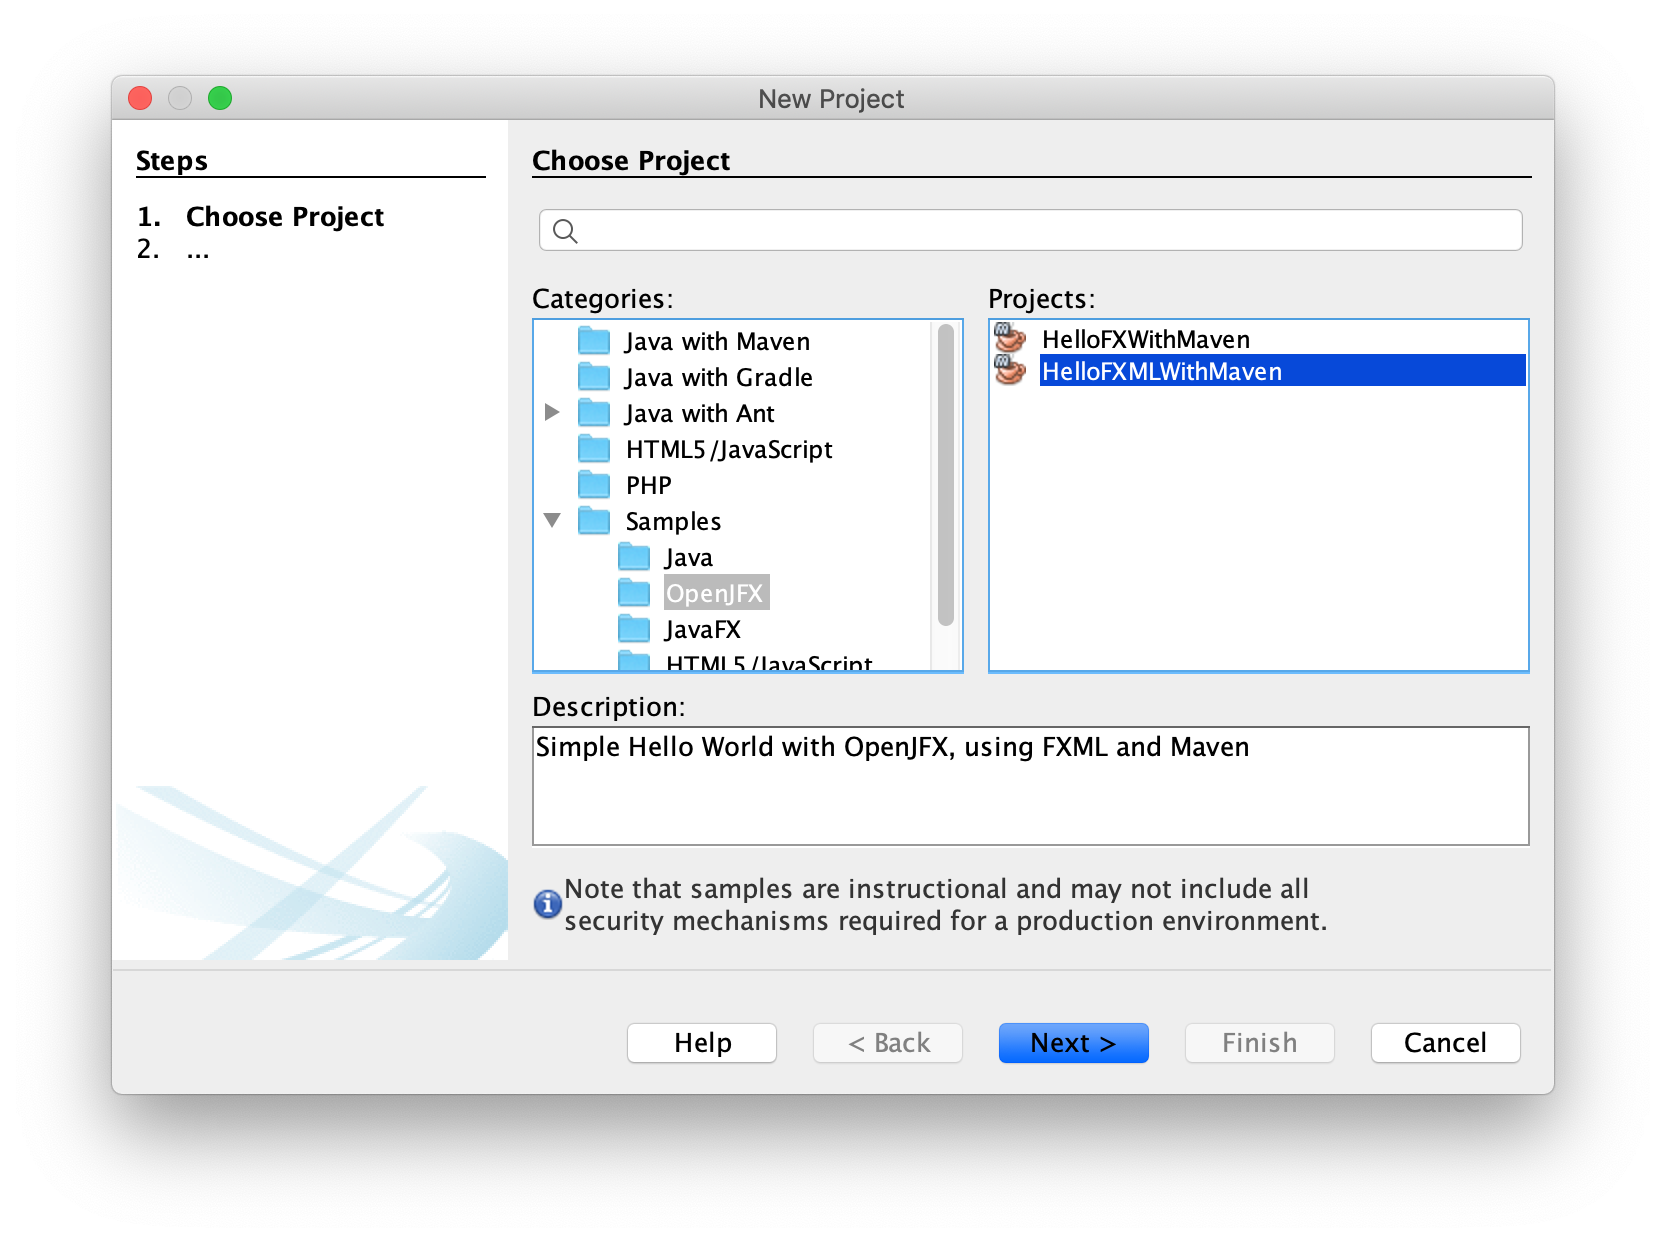 New Project
Steps
1. Choose Project
2. ...
Choose Project
Categories:
Java with Maven
Java with Gradle
Java with Ant
HTML5/JavaScript
PHP
Samples
Java
OpenJFX
JavaFX
HTML5/JavaScript
Projects:
HelloFXWithMaven
HelloFXMLWithMaven
Description:
Simple Hello World with OpenJFX, using FXML and Maven
Note that samples are instructional and may not include all
security mechanisms required for a production environment.
Help
< Back
Next >
Finish
Cancel